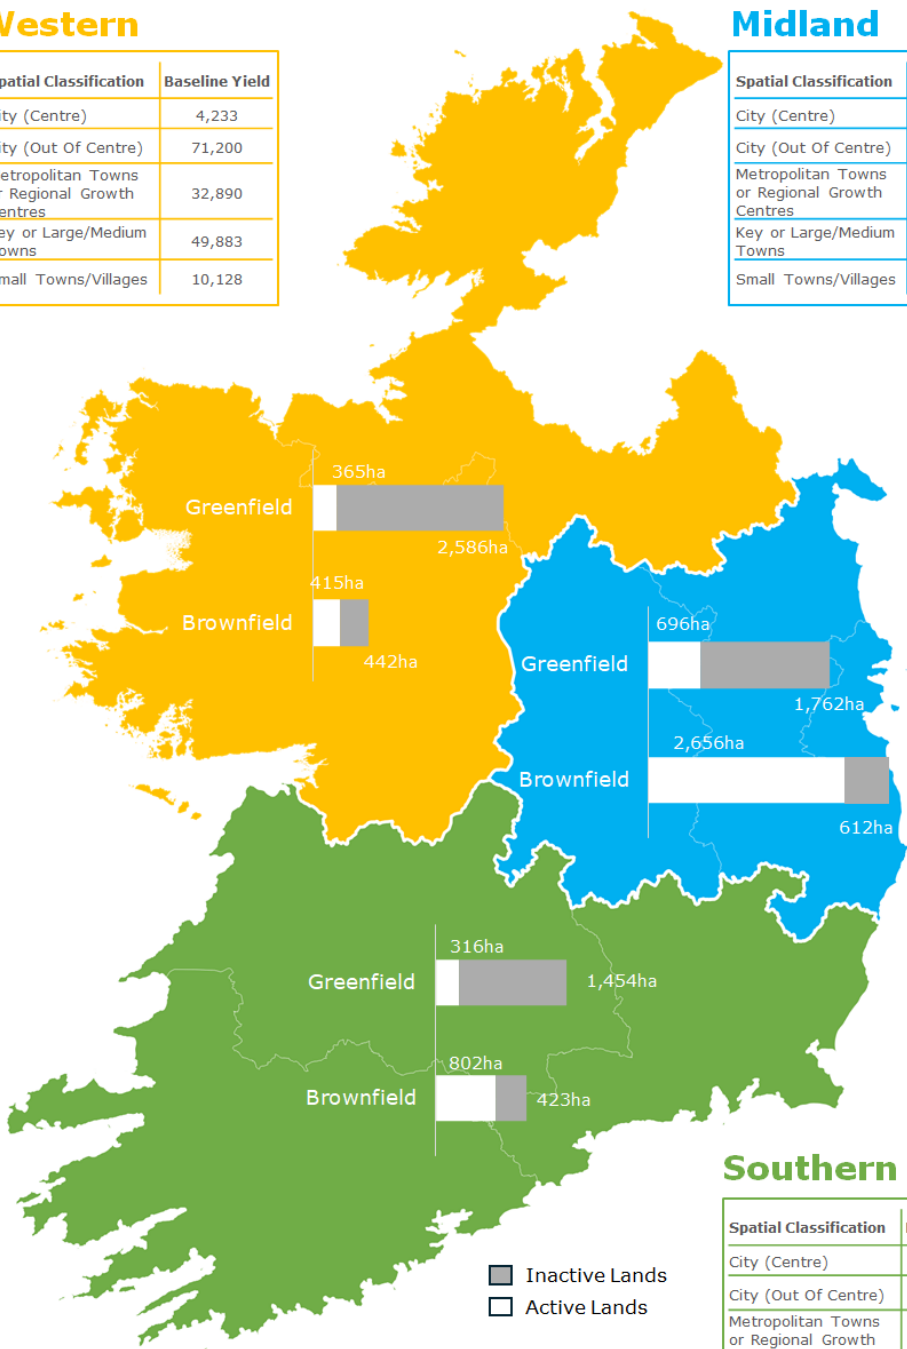 Western
Midland
patial Classification Baseline Yield
ity (Centre) 4,233
ity (Out Of Centre) 71,200
etropolitan Towns
r Regional Growth 32,890
entres
ey or Large/Medium
owns 49,883
mall Towns/Villages 10,128
Spatial Classification
City (Centre)
City (Out Of Centre)
Metropolitan Towns
or Regional Growth
Centres
Key or Large/Medium
Towns
Small Towns/Villages
365ha
Greenfield
2,586ha
415ha
Brownfield
442ha
696ha
Greenfield
1,762ha
2,656ha
Brownfield
612ha
316ha
Greenfield 1,454ha
802ha
Brownfield 423ha
Southern
Spatial Classification
City (Centre)
City (Out Of Centre)
Metropolitan Towns
or Regional Growth
Inactive Lands
Active Lands